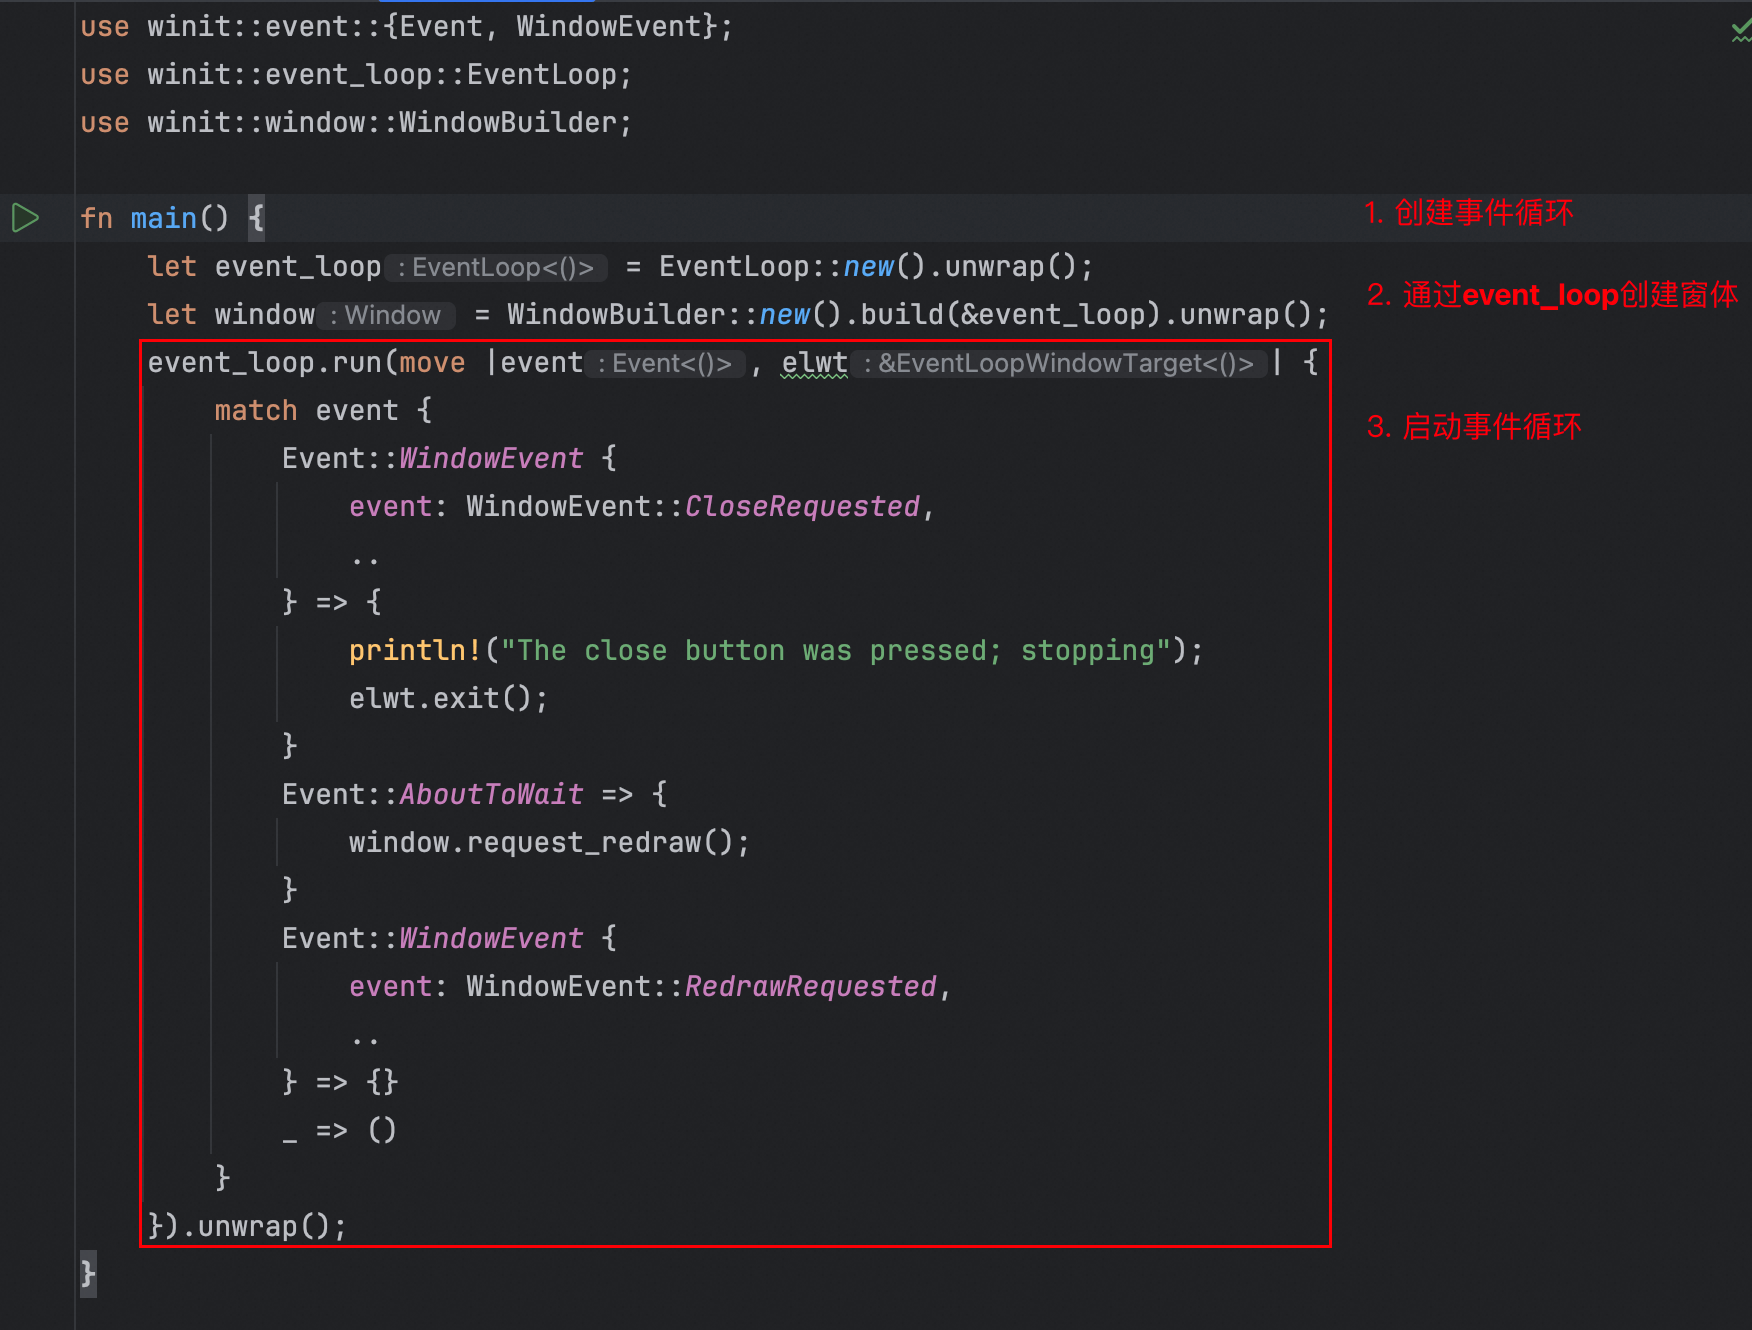 use winit::event::{Event, WindowEvent};
use winit::event_loop::EventLoop;
use winit::window::WindowBuilder;
fn main() {
1. 创建事件循环
let event_loop : EventLoop<()> = EventLoop::new().unwrap();
2. 通过event_loop创建窗体
let window : Window = WindowBuilder::new().build(&event_loop).unwrap();
event_loop.run(move |event : Event<()> , elwt : &EventLoopWindowTarget<()> | {
match event {
3. 启动事件循环
Event::WindowEvent {
event: WindowEvent::CloseRequested,
..
} => {
println!("The close button was pressed; stopping");
elwt.exit();
}
Event::AboutToWait => {
window.request_redraw();
}
Event::WindowEvent {
event: WindowEvent::RedrawRequested,
..
} => {}
_ => ()
}
}).unwrap();
}